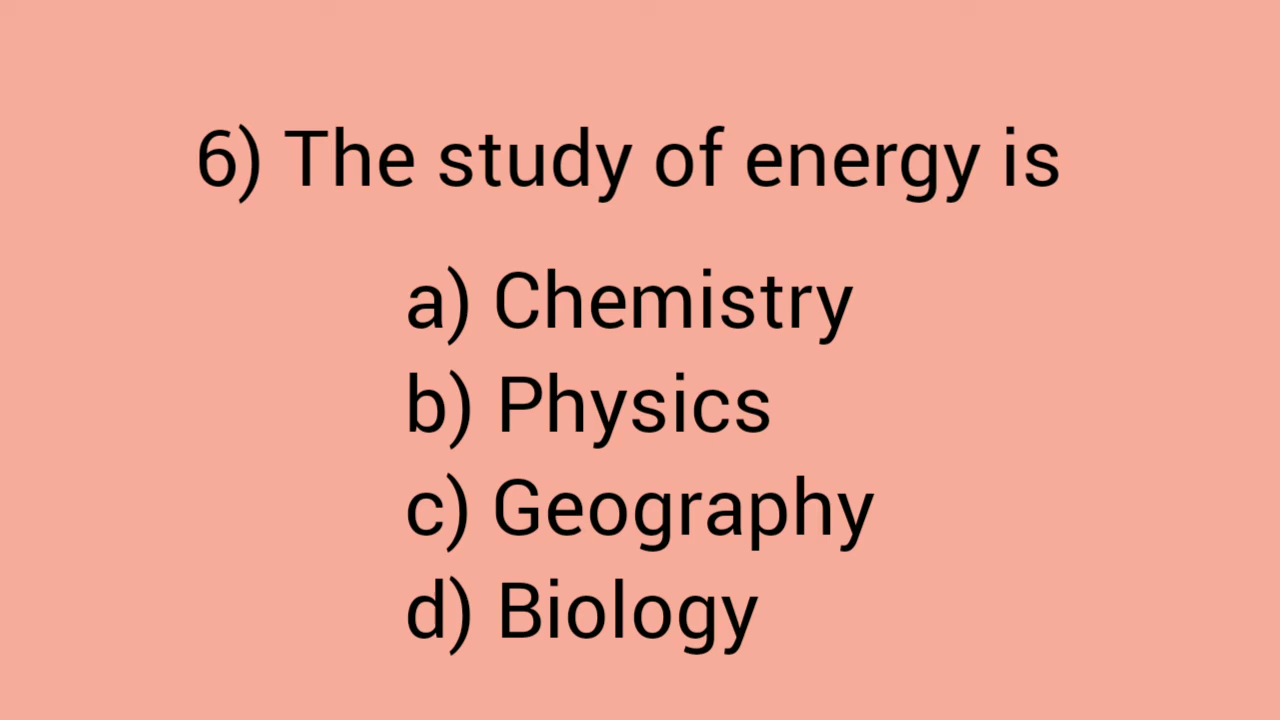 6) The study of energy is
a) Chemistry
b) Physics
c) Geography
d) Biology